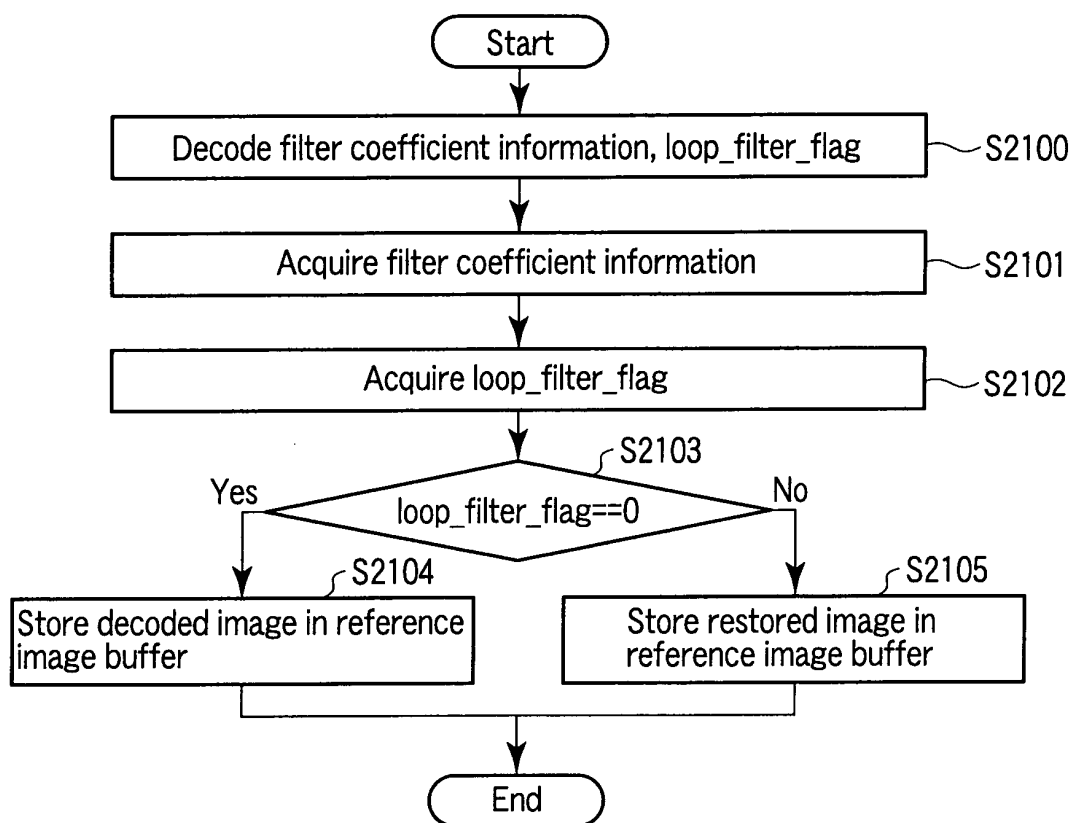 Start
Decode filter coefficient information, loop_filter_flag
S2100
Acquire filter coefficient information
S2101
Acquire loop_filter_flag
S2102
S2103
Yes
loop_filter_flag==0
No
S2104
S2105
Store decoded image in reference
image buffer
Store restored image in
reference image buffer
End